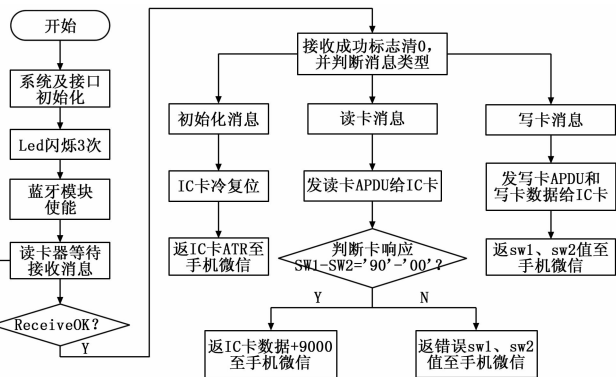 开始
系统及接口
初始化
Led闪烁3次
蓝牙模块
使能
读卡器等待
接收消息
ReceiveOK?
Y
接收成功标志清0,
并判断消息类型
初始化消息
IC卡冷复位
返IC卡ATR至
手机微信
读卡消息
发读卡APDU给IC卡
判断卡响应
SW1-SW2='90'-'00'?
Y
N
返IC卡数据+9000
至手机微信
返错误sw1、sw2
值至手机微信
写卡消息
发写卡APDU和
写卡数据给IC卡
返sw1、sw2值至
手机微信